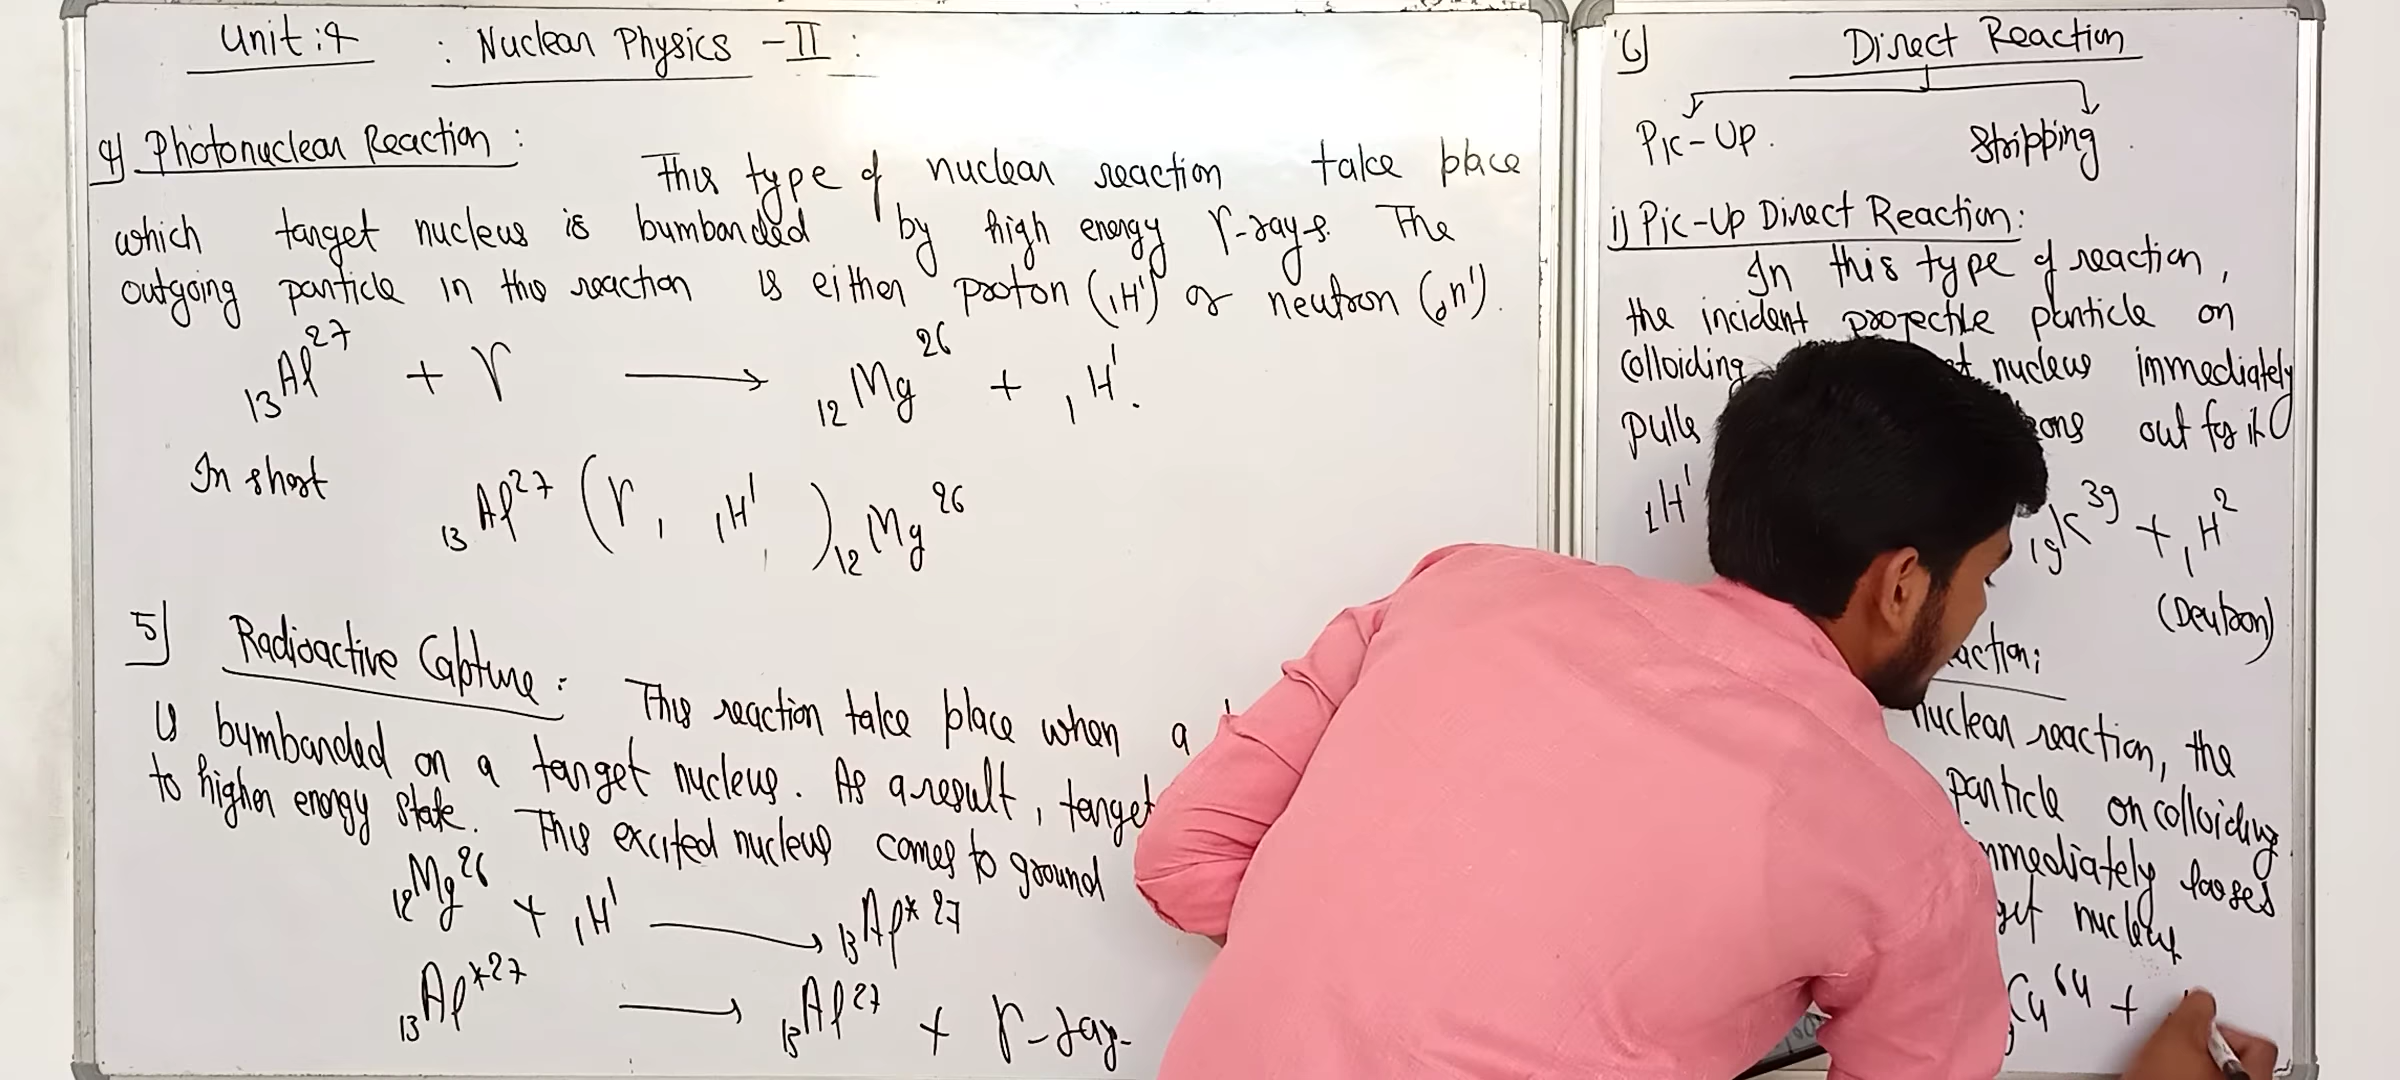 Unit:4 : Nuclear Physics - II :
4) Photonuclear Reaction :
This type of nuclear reaction take place
which target nucleus is bumbarded by high energy γ-rays. The
outgoing particle in this reaction is either proton (₁H¹) or neutron (₀n¹).
₁₃Al²⁷ + γ ⟶ ₁₂Mg²⁶ + ₁H¹.
In short ₁₃Al²⁷ (γ, ₁H¹, ) ₁₂Mg²⁶
5) Radioactive Capture : This reaction take place when a
is bumbarded on a target nucleus. As a result, target
to higher energy state. This excited nucleus comes to ground
₁₂Mg²⁶ + ₁H¹ ⟶ ₁₃Al*²⁷
₁₃Al*²⁷ ⟶ ₁₃Al²⁷ + γ-ray-
6) Direct Reaction
Pic-Up. Stripping.
i) Pic-Up Direct Reaction:
In this type of reaction,
the incident projectile particle on
Colloiding nucleus immediately
pulls out for it
₁H¹ ₁₉K³⁹ + ₁H²
(Deutron)
nuclear reaction, the
particle on colloiding
immediately looses
nucleus
Cu⁶⁴ +